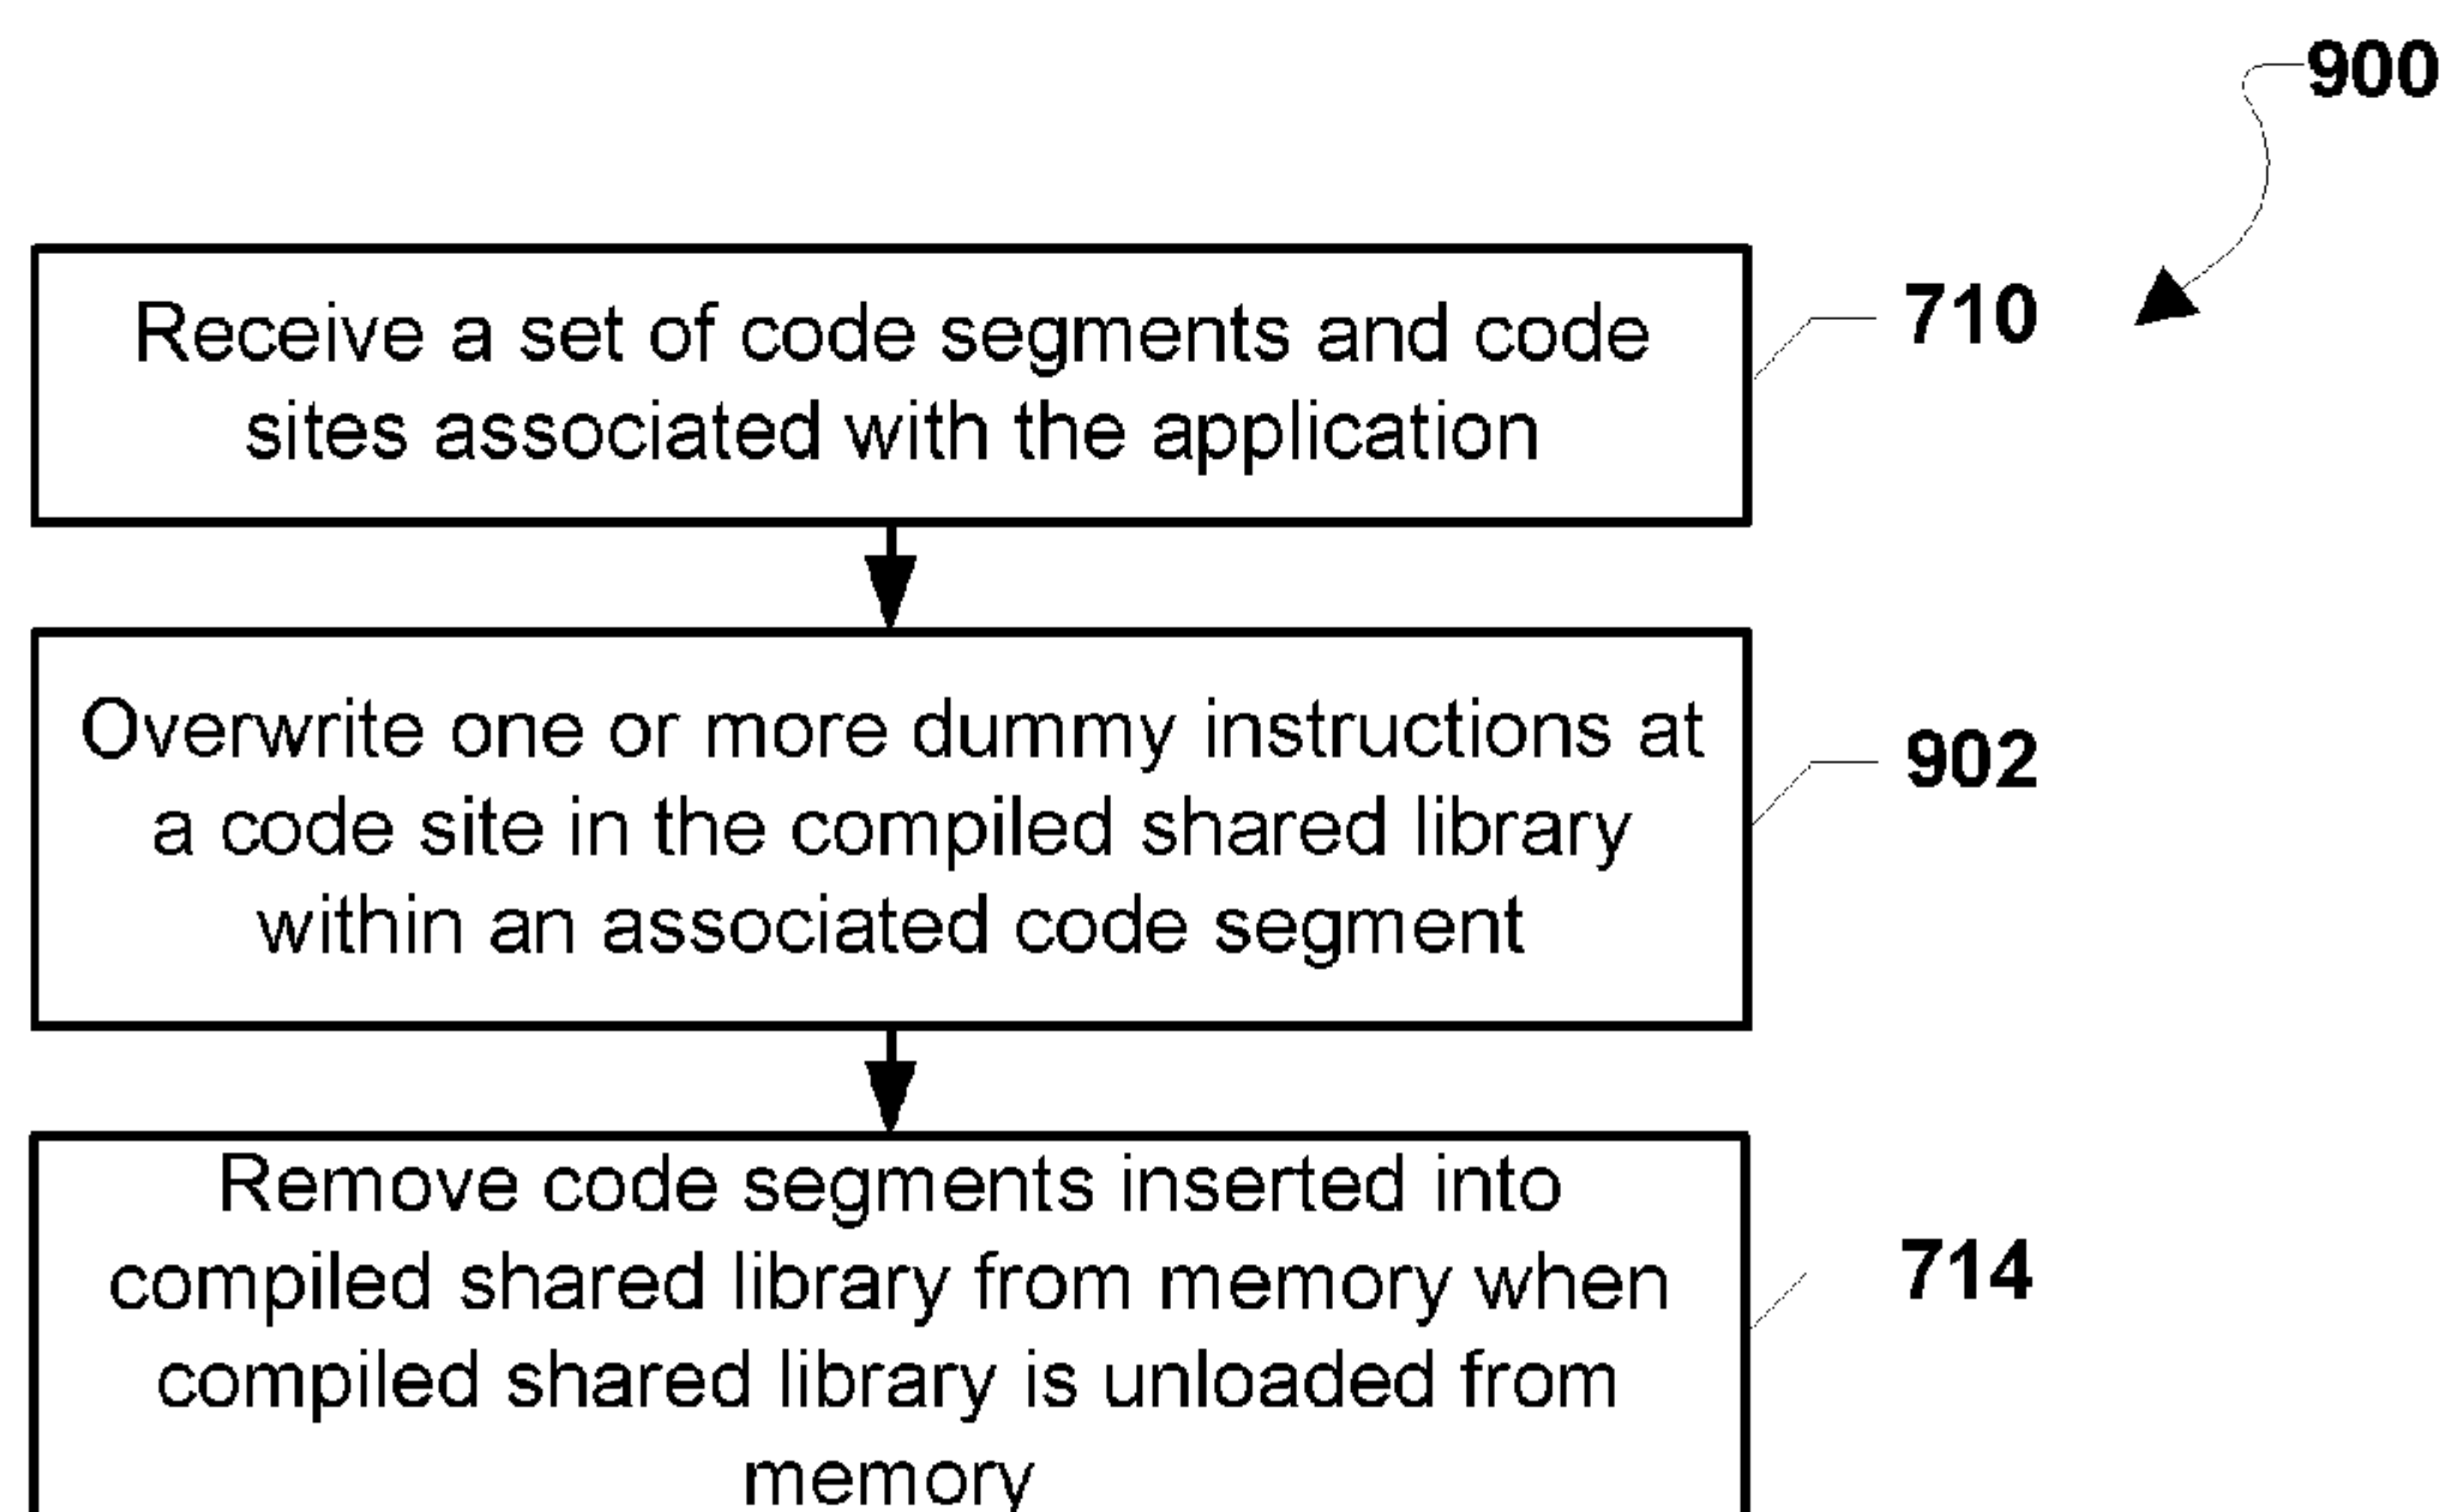 900
Receive a set of code segments and code
sites associated with the application
710
Overwrite one or more dummy instructions at
a code site in the compiled shared library
within an associated code segment
902
Remove code segments inserted into
compiled shared library from memory when
compiled shared library is unloaded from
memory
714